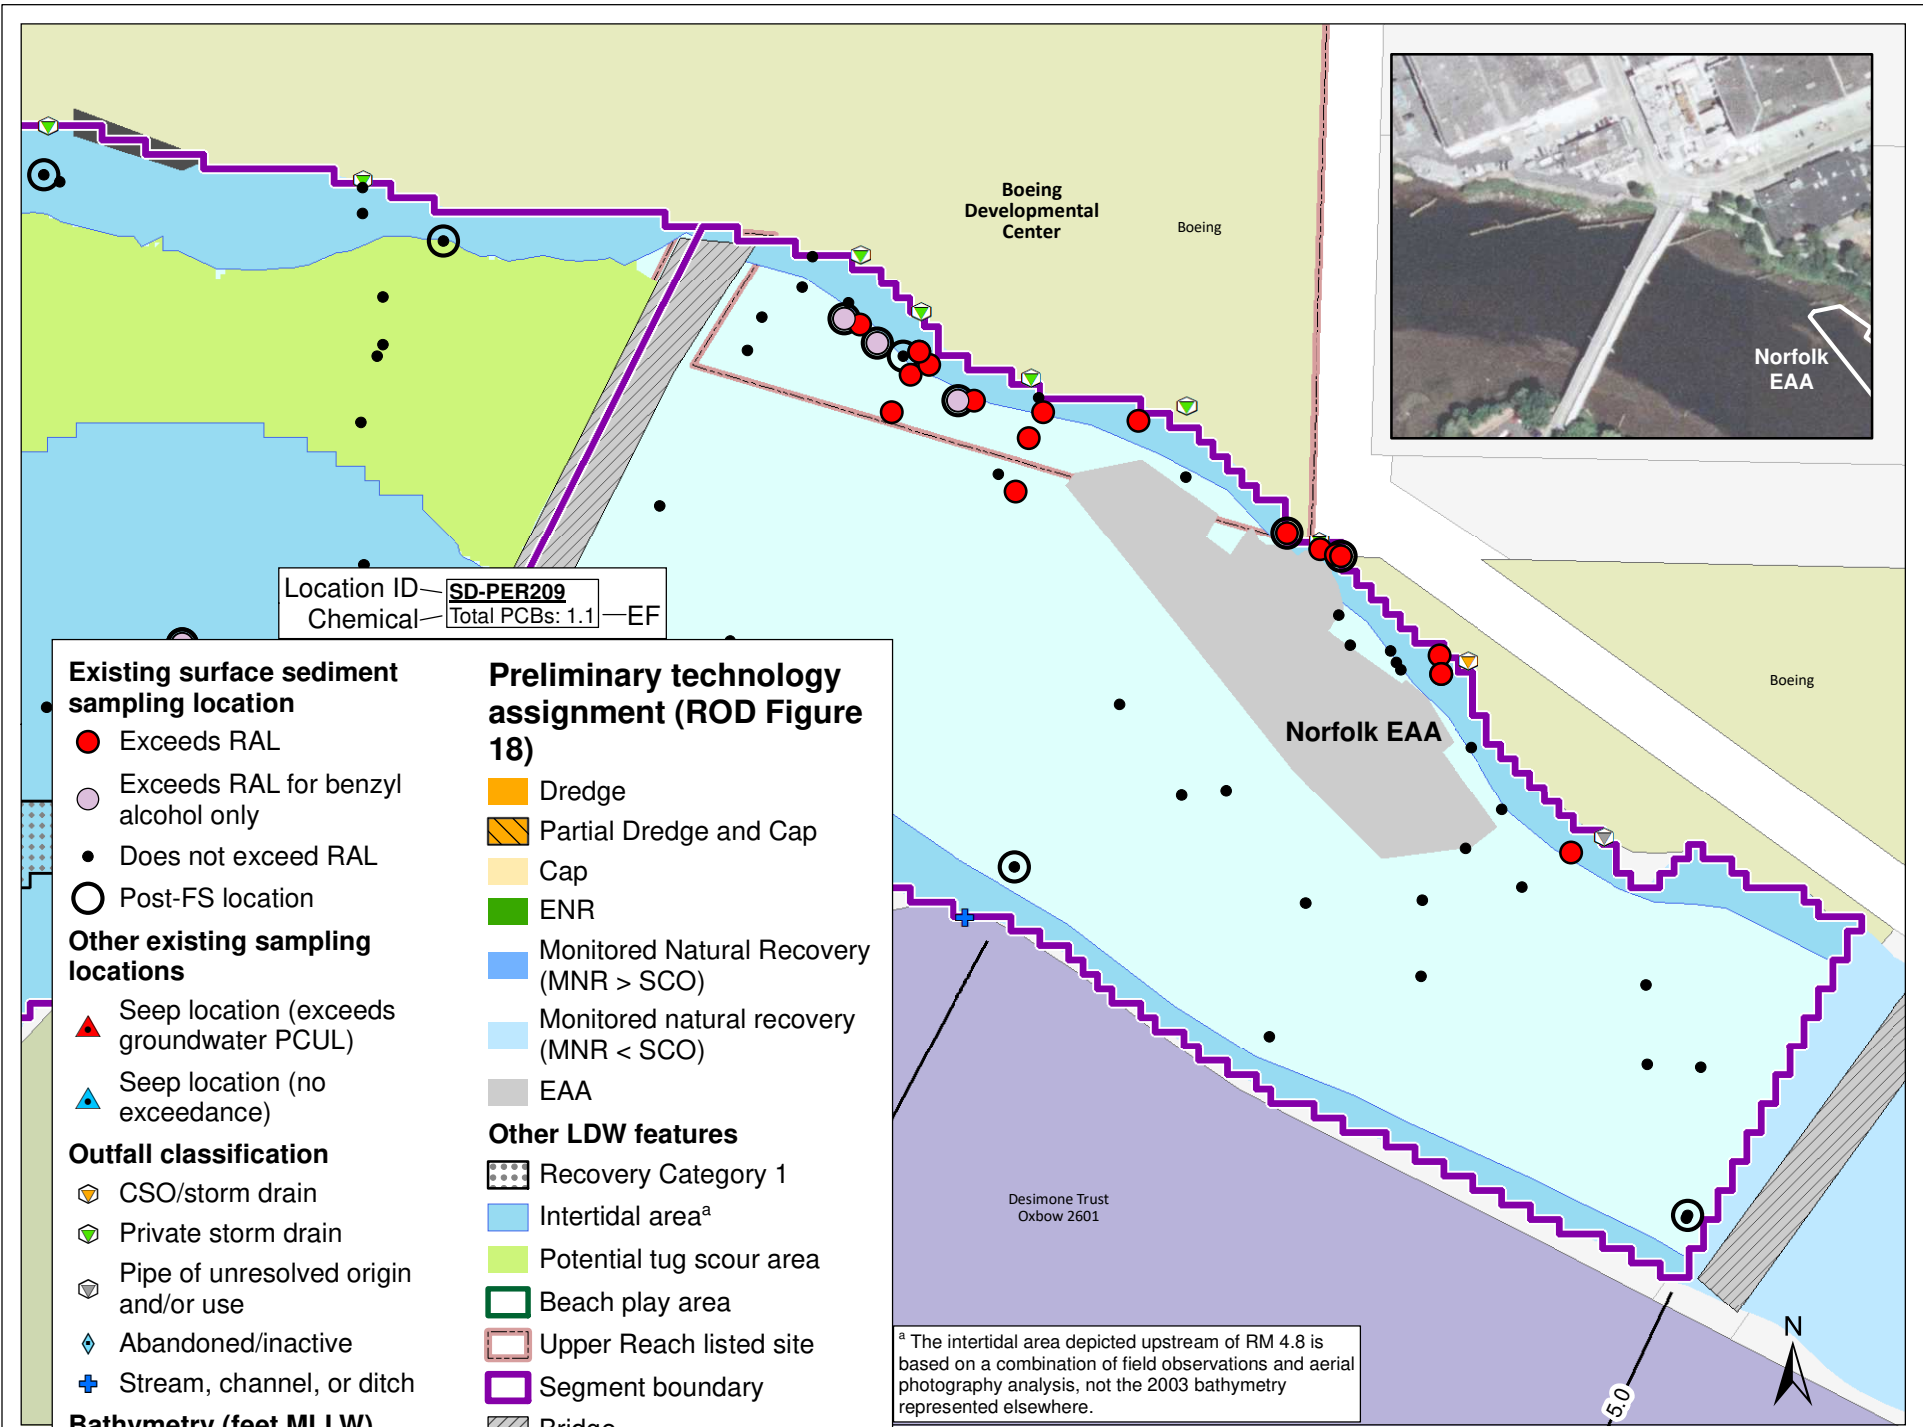 Boeing
Developmental
Center
Boeing
Norfolk
EAA
Location ID
SD-PER209
Chemical
Total PCBs: 1.1
EF
Existing surface sediment
sampling location
Exceeds RAL
Exceeds RAL for benzyl
alcohol only
Does not exceed RAL
Post-FS location
Other existing sampling
locations
Seep location (exceeds
groundwater PCUL)
Seep location (no
exceedance)
Outfall classification
CSO/storm drain
Private storm drain
Pipe of unresolved origin
and/or use
Abandoned/inactive
Stream, channel, or ditch
Bathymetry (feet MLLW)
Preliminary technology
assignment (ROD Figure
18)
Dredge
Partial Dredge and Cap
Cap
ENR
Monitored Natural Recovery
(MNR > SCO)
Monitored natural recovery
(MNR < SCO)
EAA
Other LDW features
Recovery Category 1
Intertidal areaª
Potential tug scour area
Beach play area
Upper Reach listed site
Segment boundary
Bridge
Norfolk EAA
Boeing
Desimone Trust
Oxbow 2601
ª The intertidal area depicted upstream of RM 4.8 is
based on a combination of field observations and aerial
photography analysis, not the 2003 bathymetry
represented elsewhere.
5.0
N